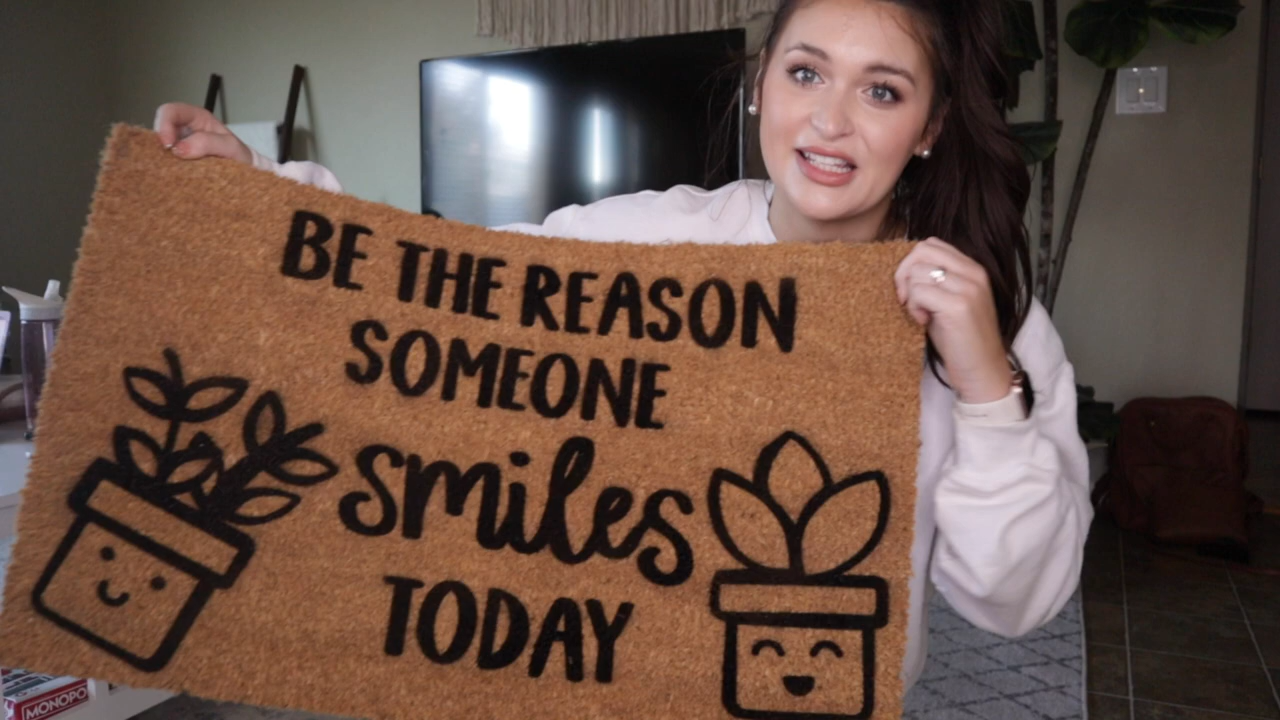 BE THE REASON
SOMEONE
smiles
TODAY
MONOPO